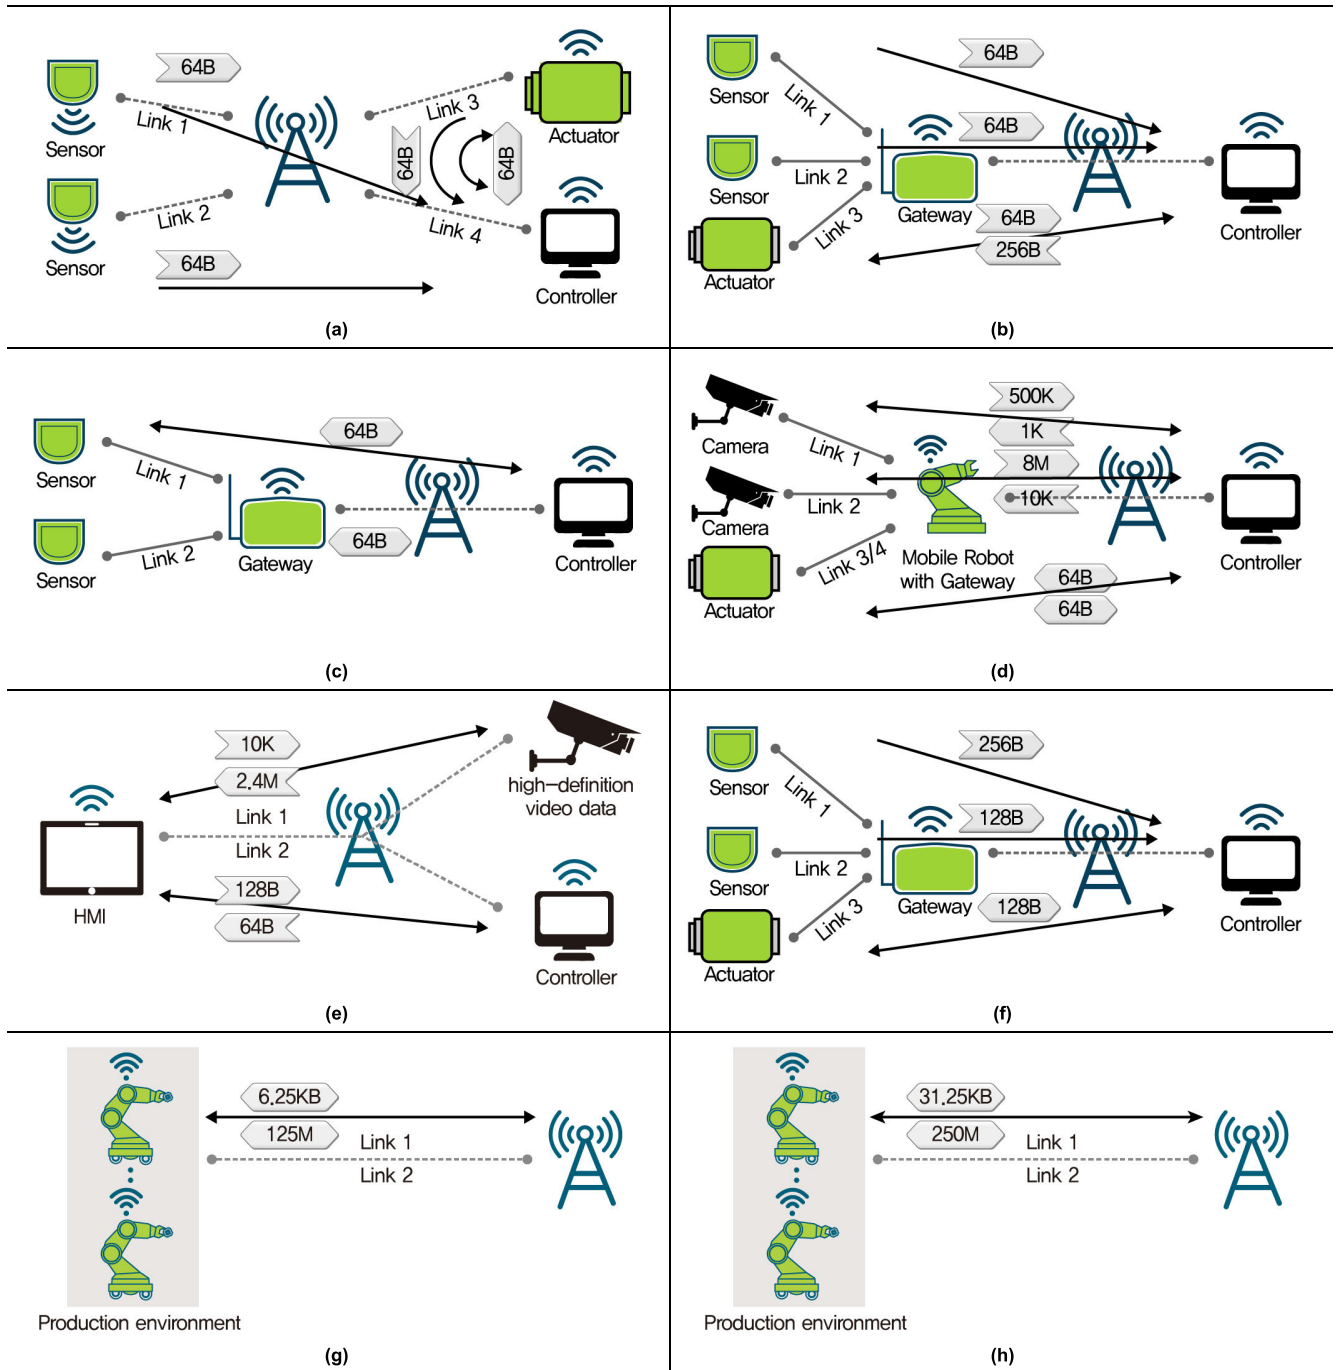 64B
Link 1
Sensor
Link 2
Sensor
64B
Link 3
64B
64B
Actuator
Link 4
Controller
(a)
64B
Sensor
Link 1
64B
Sensor
Link 2
Gateway
Link 3
64B
256B
Actuator
Controller
(b)
64B
Sensor
Link 1
Sensor
Link 2
Gateway
64B
Controller
(c)
500K
1K
Camera
Link 1
8M
10K
Camera
Link 2
Link 3/4
Mobile Robot
with Gateway
Actuator
64B
64B
Controller
(d)
10K
2.4M
high-definition
video data
Link 1
Link 2
HMI
128B
64B
Controller
(e)
256B
Sensor
Link 1
128B
Sensor
Link 2
Gateway
Link 3
128B
Actuator
Controller
(f)
6.25KB
125M
Link 1
Link 2
Production environment
(g)
31.25KB
250M
Link 1
Link 2
Production environment
(h)